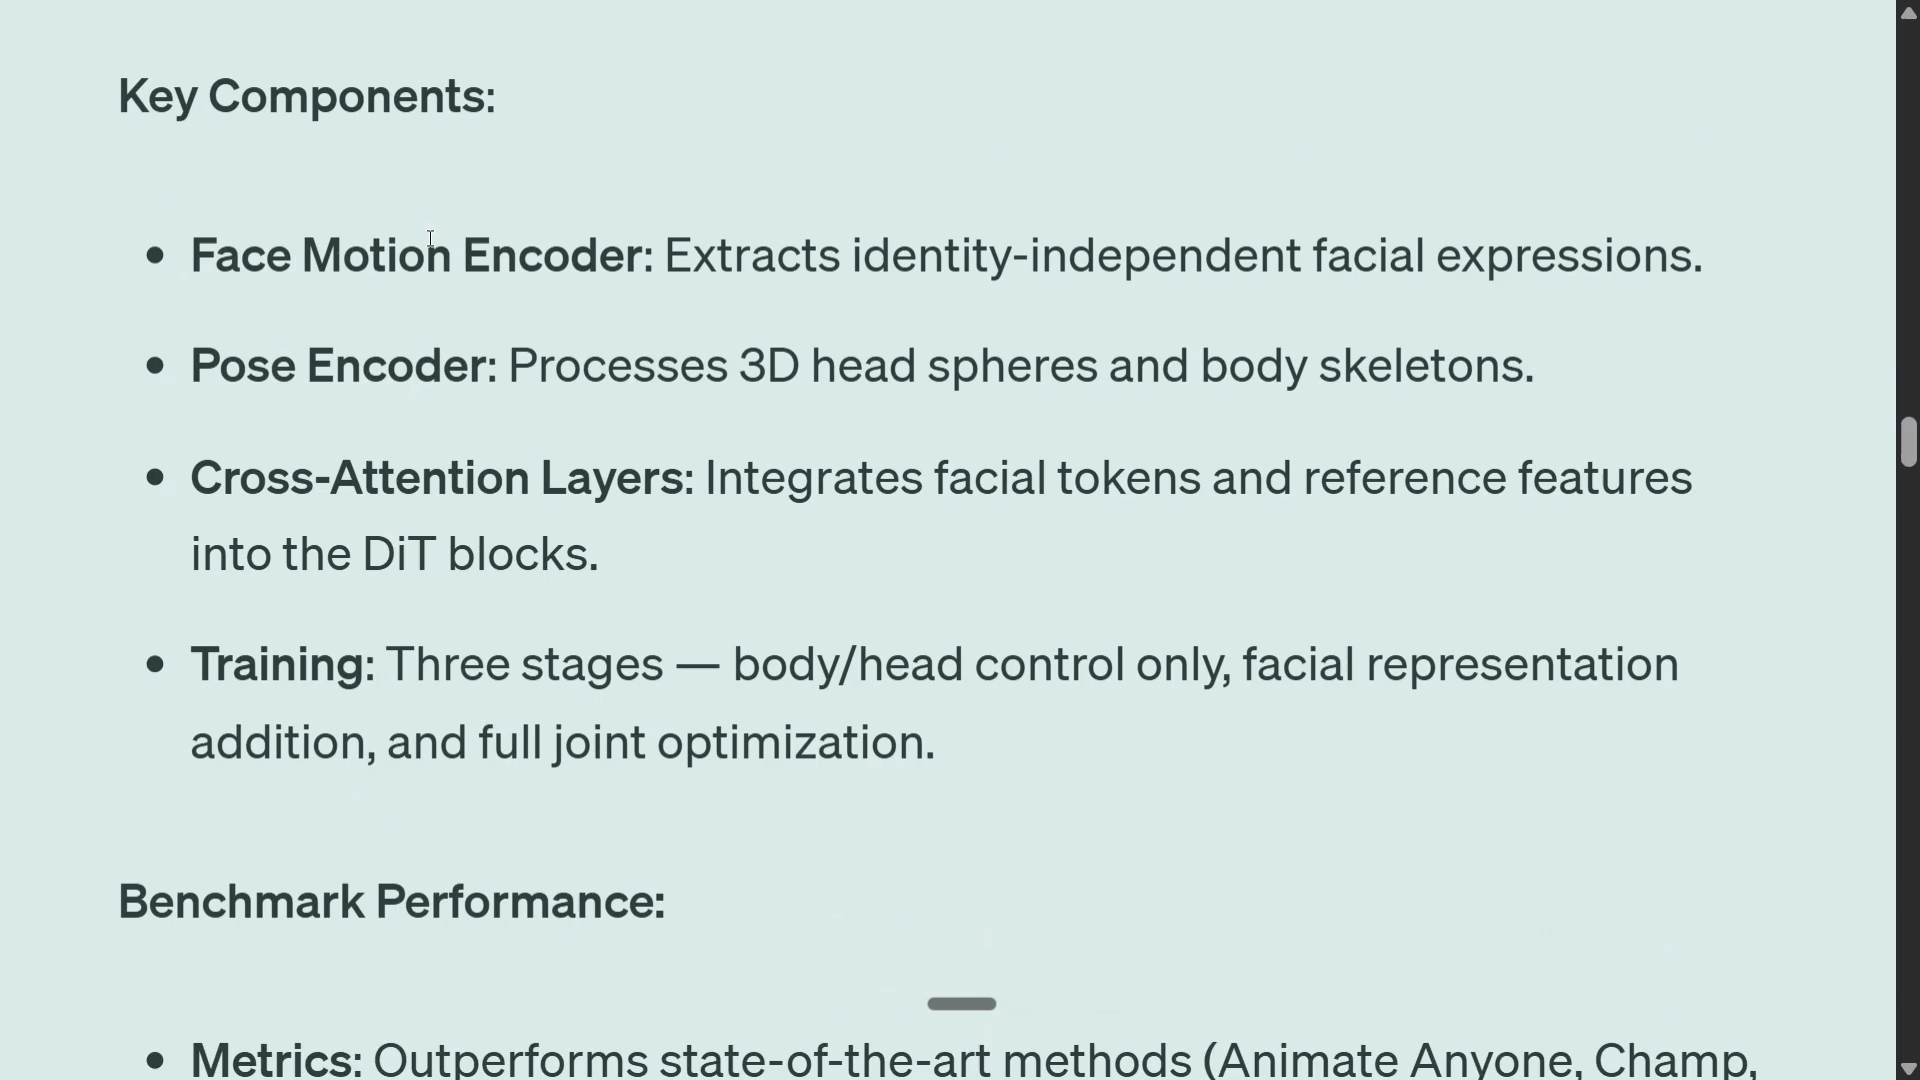 Key Components:
• Face Motion Encoder: Extracts identity-independent facial expressions.
• Pose Encoder: Processes 3D head spheres and body skeletons.
• Cross-Attention Layers: Integrates facial tokens and reference features
into the DiT blocks.
• Training: Three stages — body/head control only, facial representation
addition, and full joint optimization.
Benchmark Performance:
• Metrics: Outperforms state-of-the-art methods (Animate Anyone, Champ,